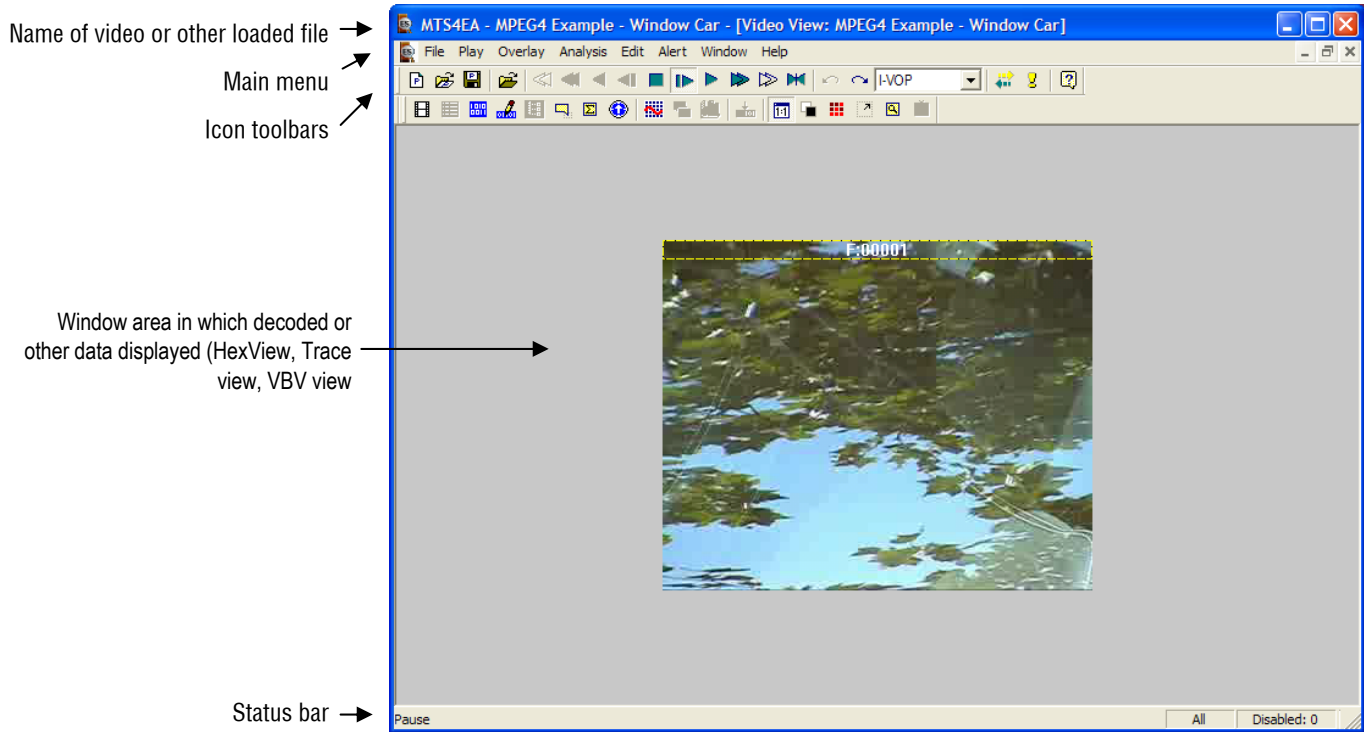 Name of video or other loaded file
Main menu
Icon toolbars
Window area in which decoded or
other data displayed (HexView, Trace
view, VBV view
Status bar
MTS4EA - MPEG4 Example - Window Car - [Video View: MPEG4 Example - Window Car]
File Play Overlay Analysis Edit Alert Window Help
I-VOP
1:1
F:00001
Pause
All
Disabled: 0